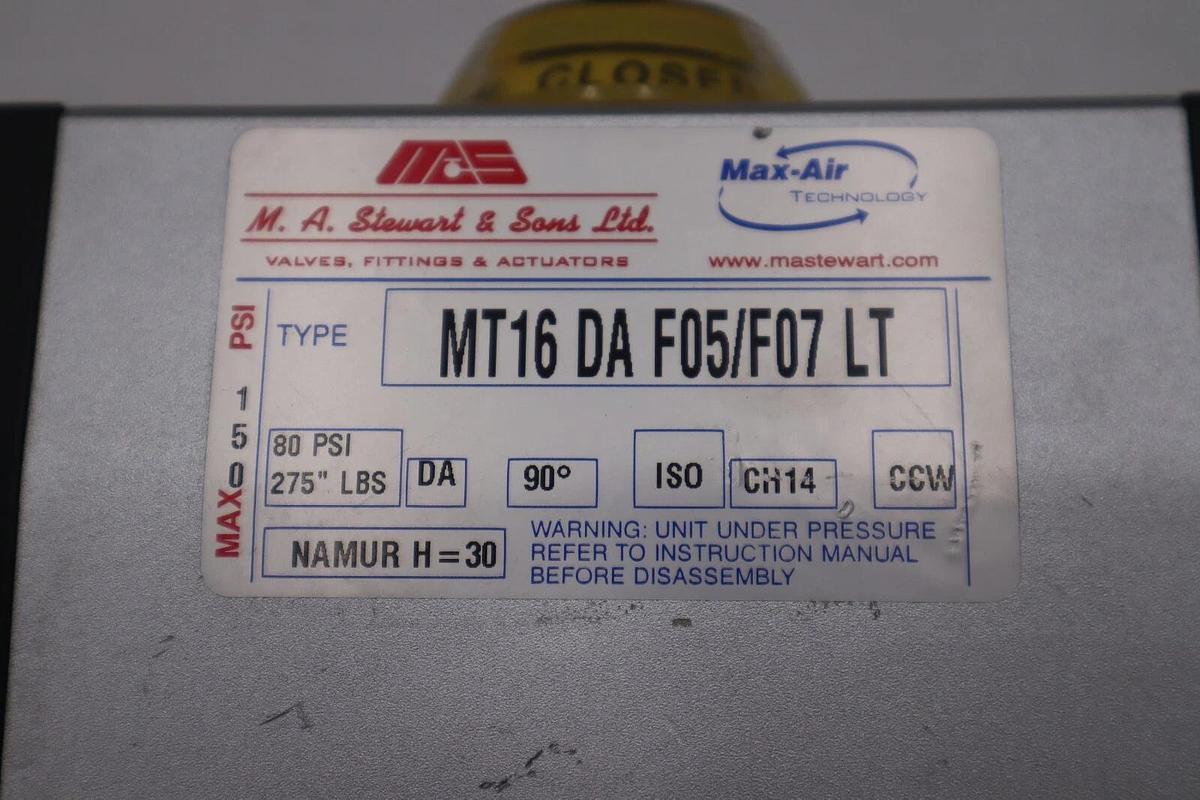 CLOSE
MAS
M. A. Stewart & Sons Ltd.
VALVES, FITTINGS & ACTUATORS
Max-Air
TECHNOLOGY
www.mastewart.com
MAX 150 PSI
TYPE
MT16 DA F05/F07 LT
80 PSI
275" LBS
DA
90°
ISO
CH14
CCW
NAMUR H=30
WARNING: UNIT UNDER PRESSURE
REFER TO INSTRUCTION MANUAL
BEFORE DISASSEMBLY